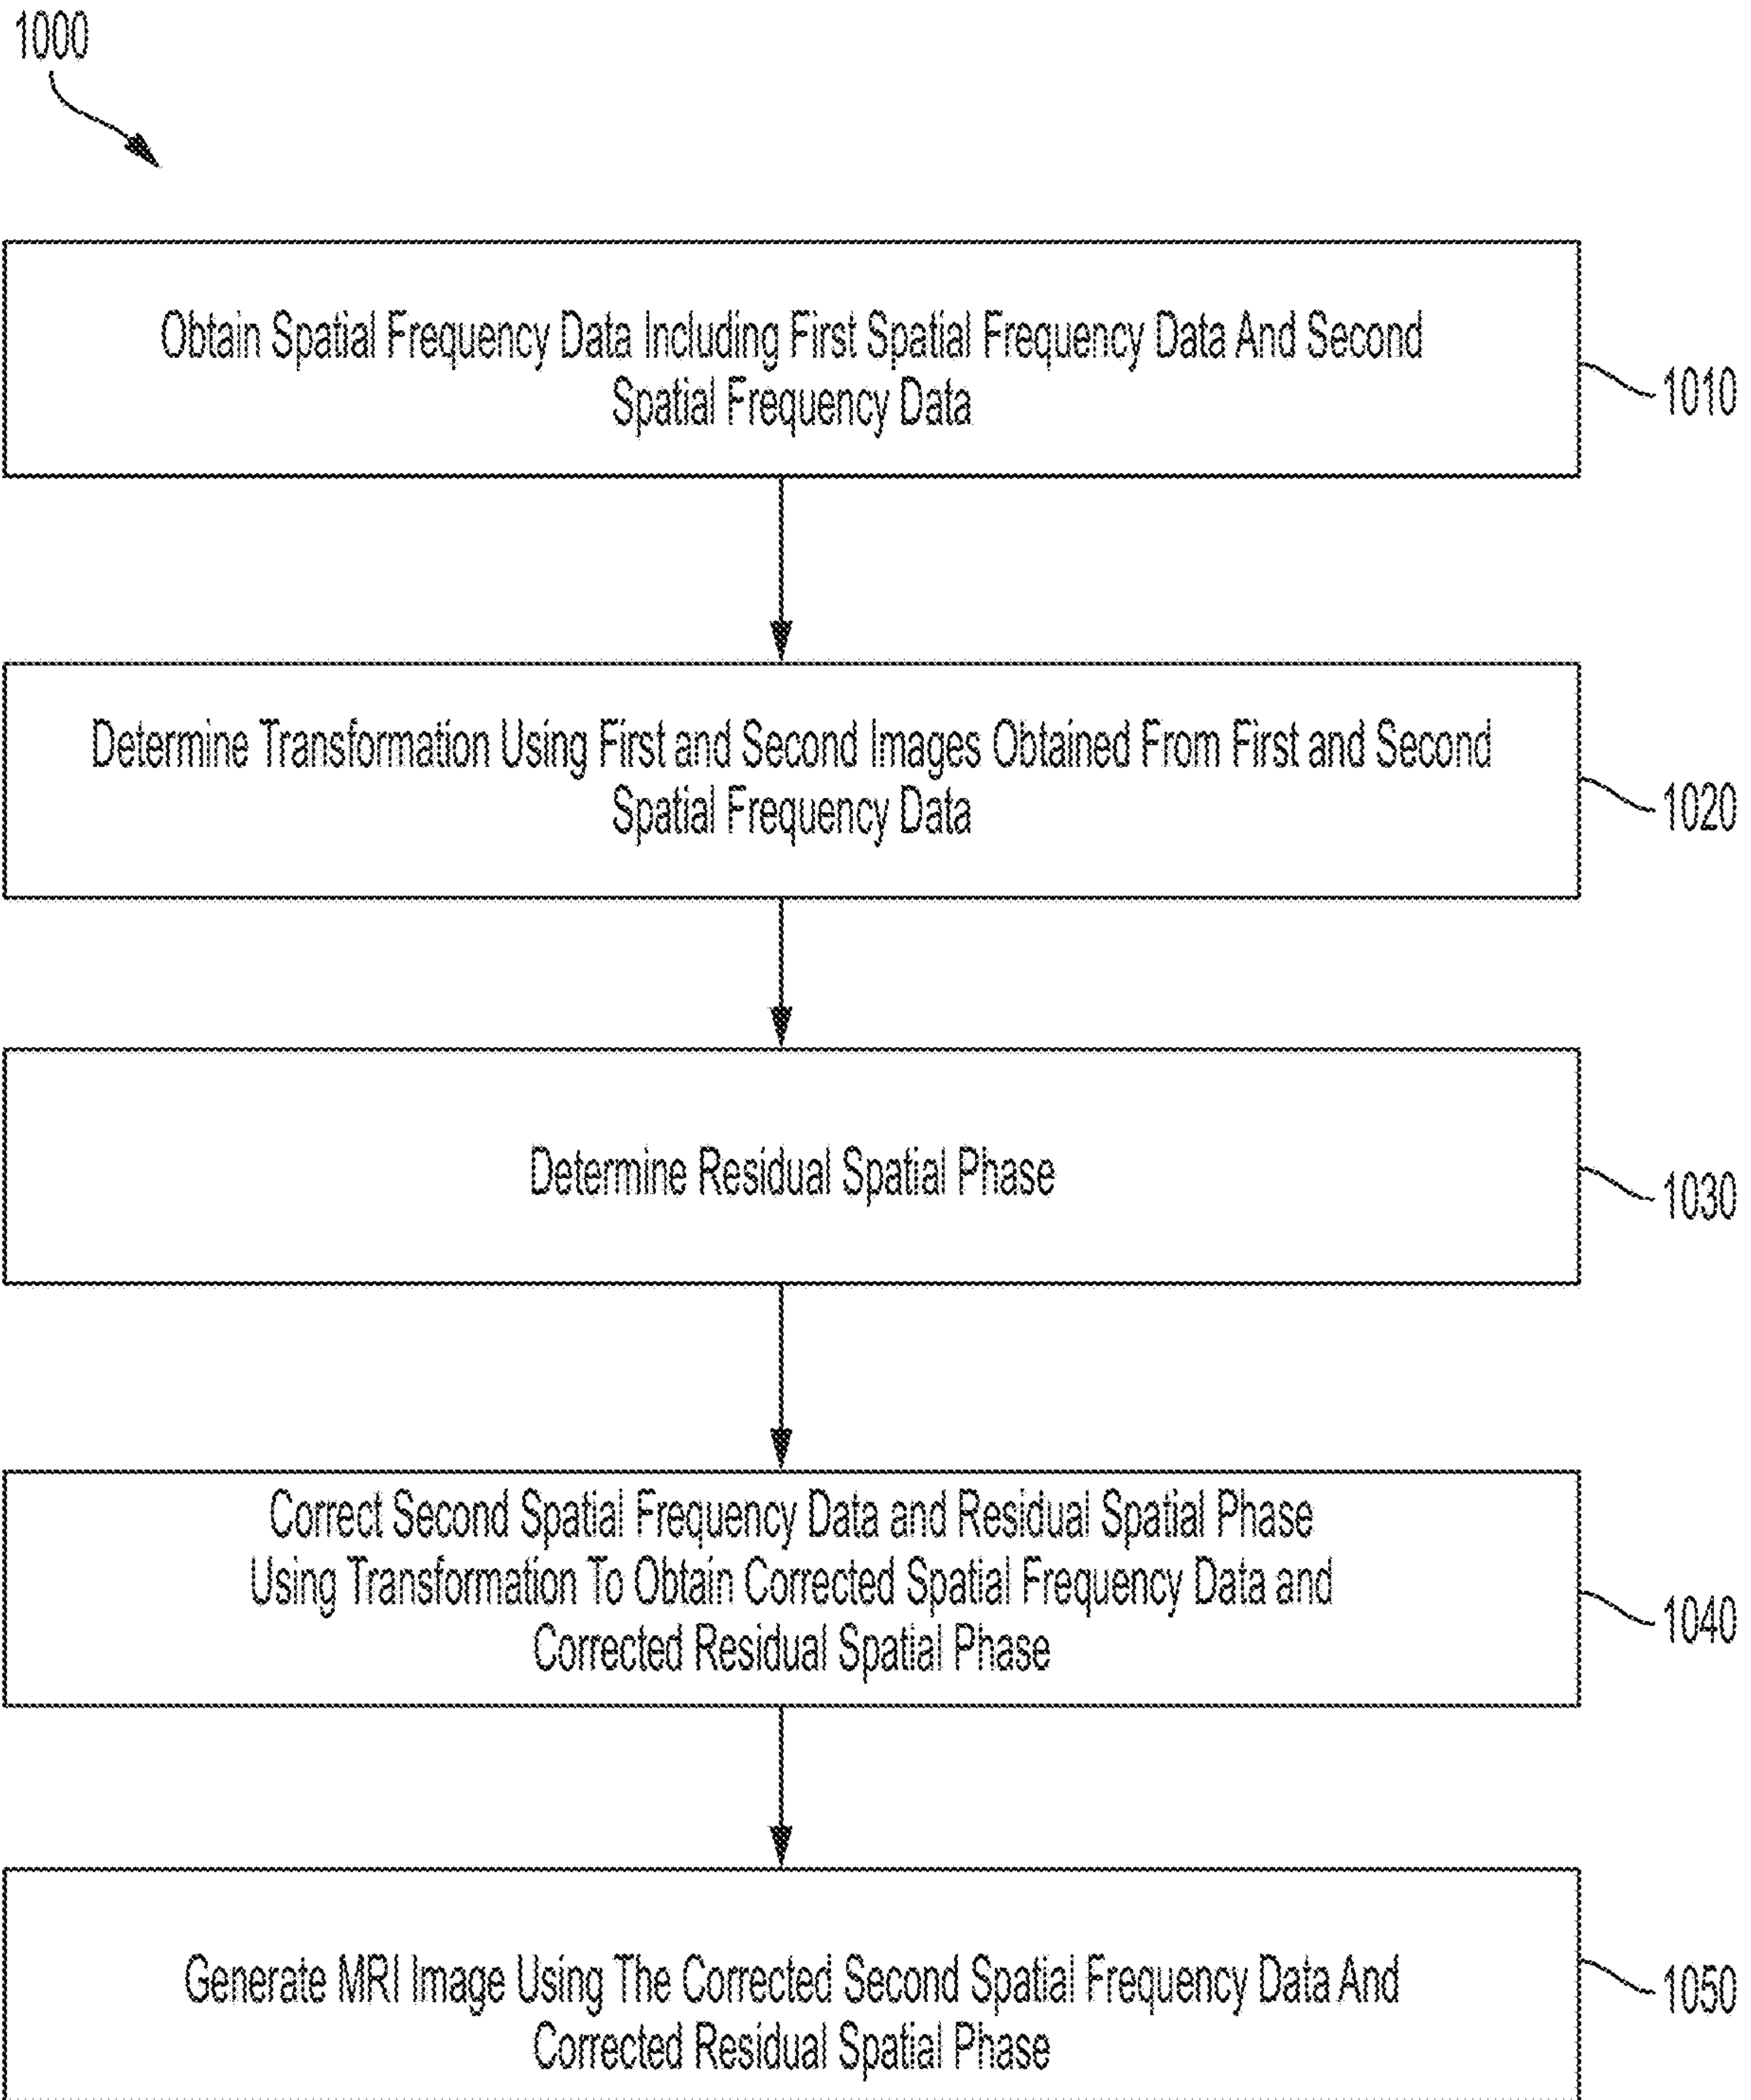 1000
Obtain Spatial Frequency Data Including First Spatial Frequency Data And Second
Spatial Frequency Data
1010
Determine Transformation Using First and Second Images Obtained From First and Second
Spatial Frequency Data
1020
Determine Residual Spatial Phase
1030
Correct Second Spatial Frequency Data and Residual Spatial Phase
Using Transformation To Obtain Corrected Spatial Frequency Data and
Corrected Residual Spatial Phase
1040
Generate MRI Image Using The Corrected Second Spatial Frequency Data And
Corrected Residual Spatial Phase
1050